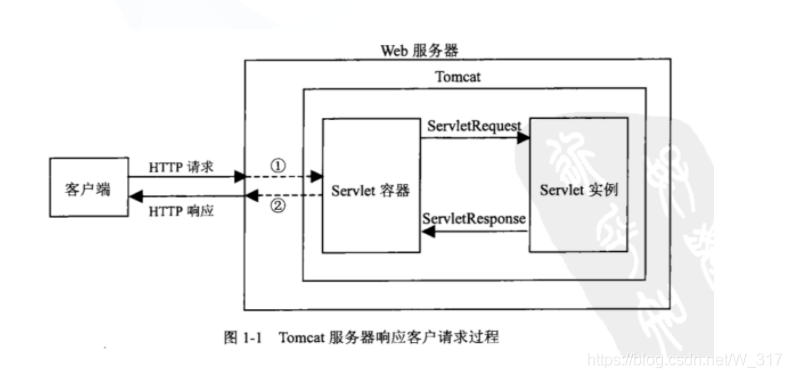 Web 服务器
Tomcat
ServletRequest
HTTP 请求
①
客户端
Servlet 容器
Servlet 实例
②
HTTP 响应
ServletResponse
图 1-1 Tomcat 服务器响应客户请求过程
https://blog.csdn.net/W_317